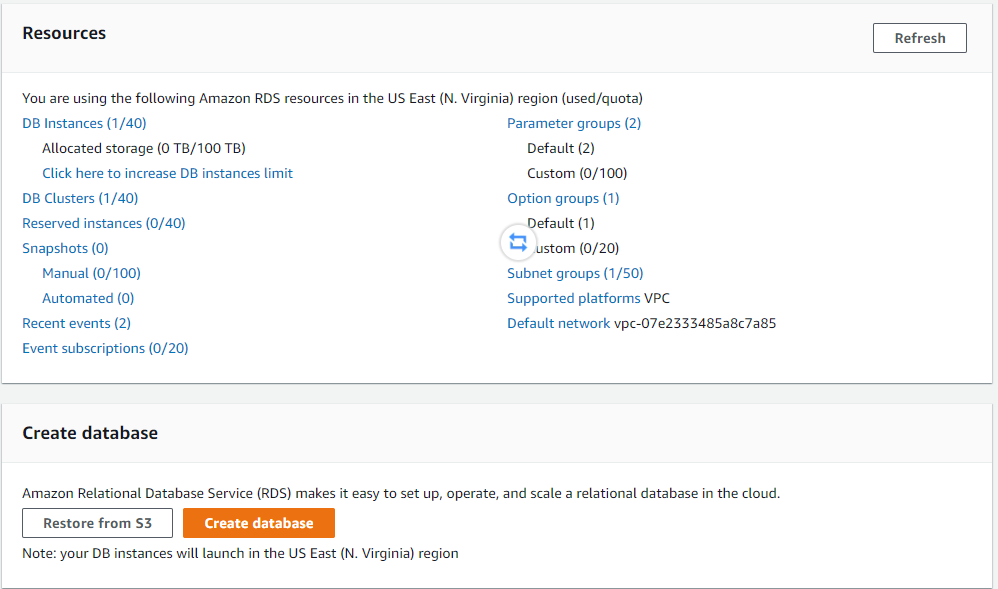 Resources
Refresh
You are using the following Amazon RDS resources in the US East (N. Virginia) region (used/quota)
DB Instances (1/40)
Allocated storage (0 TB/100 TB)
Click here to increase DB instances limit
DB Clusters (1/40)
Reserved instances (0/40)
Snapshots (0)
Manual (0/100)
Automated (0)
Recent events (2)
Event subscriptions (0/20)
Parameter groups (2)
Default (2)
Custom (0/100)
Option groups (1)
Default (1)
ustom (0/20)
Subnet groups (1/50)
Supported platforms VPC
Default network vpc-07e2333485a8c7a85
Create database
Amazon Relational Database Service (RDS) makes it easy to set up, operate, and scale a relational database in the cloud.
Restore from S3
Create database
Note: your DB instances will launch in the US East (N. Virginia) region